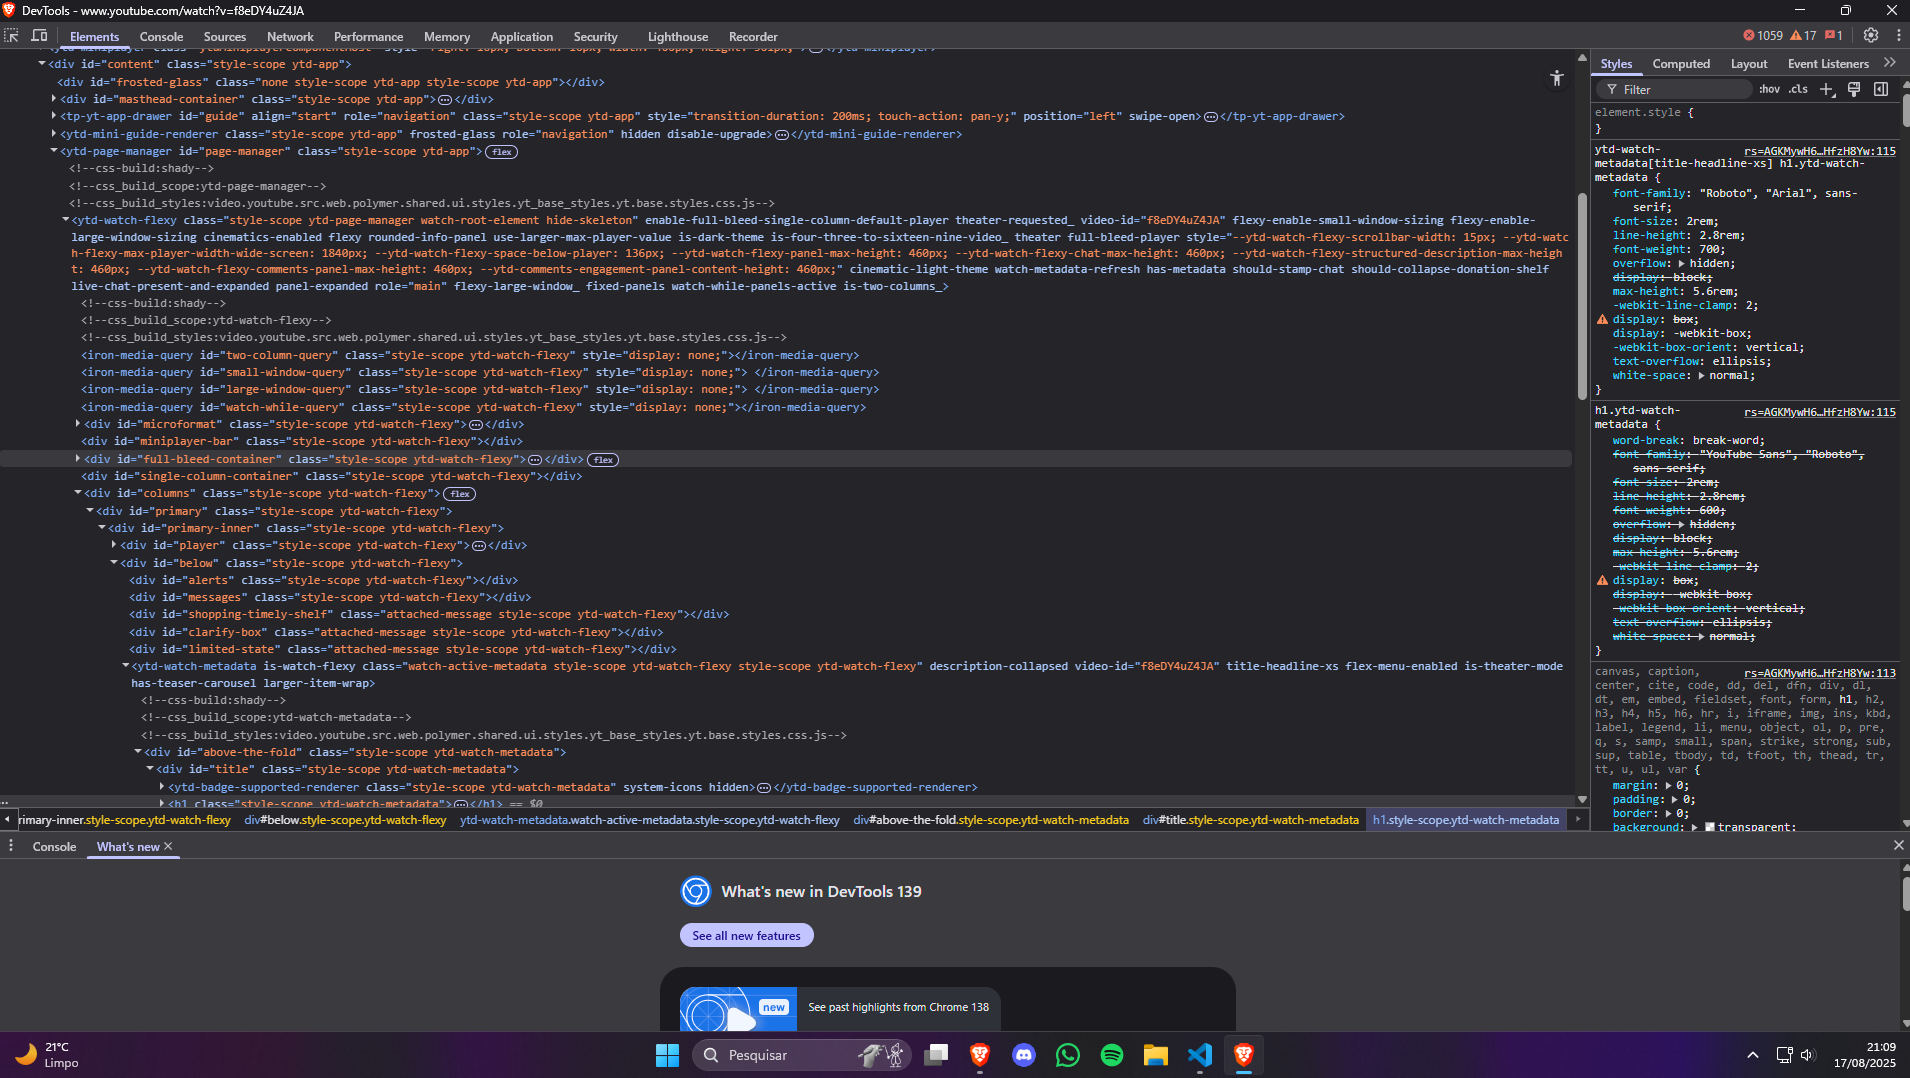 DevTools - www.youtube.com/watch?v=f8eDY4uZ4JA
Elements
Console
Sources
Network
Performance
Memory
Application
Security
Lighthouse
Recorder
1059
17
1
<div id="content" class="style-scope ytd-app">
<div id="frosted-glass" class="none style-scope ytd-app style-scope ytd-app"></div>
<div id="masthead-container" class="style-scope ytd-app"></div>
<tp-yt-app-drawer id="guide" align="start" role="navigation" class="style-scope ytd-app" style="transition-duration: 200ms; touch-action: pan-y;" position="left" swipe-open></tp-yt-app-drawer>
<ytd-mini-guide-renderer class="style-scope ytd-app" frosted-glass role="navigation" hidden disable-upgrade></ytd-mini-guide-renderer>
<ytd-page-manager id="page-manager" class="style-scope ytd-app"> flex
<!--css-build:shady-->
<!--css_build_scope:ytd-page-manager-->
<!--css_build_styles:video.youtube.src.web.polymer.shared.ui.styles.yt_base_styles.yt.base.styles.css.js-->
<ytd-watch-flexy class="style-scope ytd-page-manager watch-root-element hide-skeleton" enable-full-bleed-single-column-default-player theater-requested_ video-id="f8eDY4uZ4JA" flexy-enable-small-window-sizing flexy-enable-
large-window-sizing cinematics-enabled flexy rounded-info-panel use-larger-max-player-value is-dark-theme is-four-three-to-sixteen-nine-video_ theater full-bleed-player style="--ytd-watch-flexy-scrollbar-width: 15px; --ytd-watc
h-flexy-max-player-width-wide-screen: 1840px; --ytd-watch-flexy-space-below-player: 136px; --ytd-watch-flexy-panel-max-height: 460px; --ytd-watch-flexy-chat-max-height: 460px; --ytd-watch-flexy-structured-description-max-heigh
t: 460px; --ytd-watch-flexy-comments-panel-max-height: 460px; --ytd-comments-engagement-panel-content-height: 460px;" cinematic-light-theme watch-metadata-refresh has-metadata should-stamp-chat should-collapse-donation-shelf
live-chat-present-and-expanded panel-expanded role="main" flexy-large-window_ fixed-panels watch-while-panels-active is-two-columns_>
<!--css-build:shady-->
<!--css_build_scope:ytd-watch-flexy-->
<!--css_build_styles:video.youtube.src.web.polymer.shared.ui.styles.yt_base_styles.yt.base.styles.css.js-->
<iron-media-query id="two-column-query" class="style-scope ytd-watch-flexy" style="display: none;"></iron-media-query>
<iron-media-query id="small-window-query" class="style-scope ytd-watch-flexy" style="display: none;"> </iron-media-query>
<iron-media-query id="large-window-query" class="style-scope ytd-watch-flexy" style="display: none;"> </iron-media-query>
<iron-media-query id="watch-while-query" class="style-scope ytd-watch-flexy" style="display: none;"></iron-media-query>
<div id="microformat" class="style-scope ytd-watch-flexy"></div>
<div id="miniplayer-bar" class="style-scope ytd-watch-flexy"></div>
<div id="full-bleed-container" class="style-scope ytd-watch-flexy"></div> flex
<div id="single-column-container" class="style-scope ytd-watch-flexy"></div>
<div id="columns" class="style-scope ytd-watch-flexy"> flex
<div id="primary" class="style-scope ytd-watch-flexy">
<div id="primary-inner" class="style-scope ytd-watch-flexy">
<div id="player" class="style-scope ytd-watch-flexy"></div>
<div id="below" class="style-scope ytd-watch-flexy">
<div id="alerts" class="style-scope ytd-watch-flexy"></div>
<div id="messages" class="style-scope ytd-watch-flexy"></div>
<div id="shopping-timely-shelf" class="attached-message style-scope ytd-watch-flexy"></div>
<div id="clarify-box" class="attached-message style-scope ytd-watch-flexy"></div>
<div id="limited-state" class="attached-message style-scope ytd-watch-flexy"></div>
<ytd-watch-metadata is-watch-flexy class="watch-active-metadata style-scope ytd-watch-flexy style-scope ytd-watch-flexy" description-collapsed video-id="f8eDY4uZ4JA" title-headline-xs flex-menu-enabled is-theater-mode
has-teaser-carousel larger-item-wrap>
<!--css-build:shady-->
<!--css_build_scope:ytd-watch-metadata-->
<!--css_build_styles:video.youtube.src.web.polymer.shared.ui.styles.yt_base_styles.yt.base.styles.css.js-->
<div id="above-the-fold" class="style-scope ytd-watch-metadata">
<div id="title" class="style-scope ytd-watch-metadata">
<ytd-badge-supported-renderer class="style-scope ytd-watch-metadata" system-icons hidden></ytd-badge-supported-renderer>
<h1 class="style-scope ytd-watch-metadata"></h1> == $0
rimary-inner.style-scope.ytd-watch-flexy
div#below.style-scope.ytd-watch-flexy
ytd-watch-metadata.watch-active-metadata.style-scope.ytd-watch-flexy
div#above-the-fold.style-scope.ytd-watch-metadata
div#title.style-scope.ytd-watch-metadata
h1.style-scope.ytd-watch-metadata
Styles
Computed
Layout
Event Listeners
Filter
:hov
.cls
element.style {
}
ytd-watch- rs=AGKMywH6…HfzH8Yw:115
metadata[title-headline-xs] h1.ytd-watch-
metadata {
font-family: "Roboto", "Arial", sans-
serif;
font-size: 2rem;
line-height: 2.8rem;
font-weight: 700;
overflow: hidden;
display: block;
max-height: 5.6rem;
-webkit-line-clamp: 2;
display: box;
display: -webkit-box;
-webkit-box-orient: vertical;
text-overflow: ellipsis;
white-space: normal;
}
h1.ytd-watch- rs=AGKMywH6…HfzH8Yw:115
metadata {
word-break: break-word;
font-family: "YouTube Sans", "Roboto",
sans-serif;
font-size: 2rem;
line-height: 2.8rem;
font-weight: 600;
overflow: hidden;
display: block;
max-height: 5.6rem;
-webkit-line-clamp: 2;
display: box;
display: -webkit-box;
-webkit-box-orient: vertical;
text-overflow: ellipsis;
white-space: normal;
}
canvas, caption, rs=AGKMywH6…HfzH8Yw:113
center, cite, code, dd, del, dfn, div, dl,
dt, em, embed, fieldset, font, form, h1, h2,
h3, h4, h5, h6, hr, i, iframe, img, ins, kbd,
label, legend, li, menu, object, ol, p, pre,
q, s, samp, small, span, strike, strong, sub,
sup, table, tbody, td, tfoot, th, thead, tr,
tt, u, ul, var {
margin: 0;
padding: 0;
border: 0;
background: transparent;
Console
What's new
What's new in DevTools 139
See all new features
new
See past highlights from Chrome 138
21°C
Limpo
Pesquisar
21:09
17/08/2025